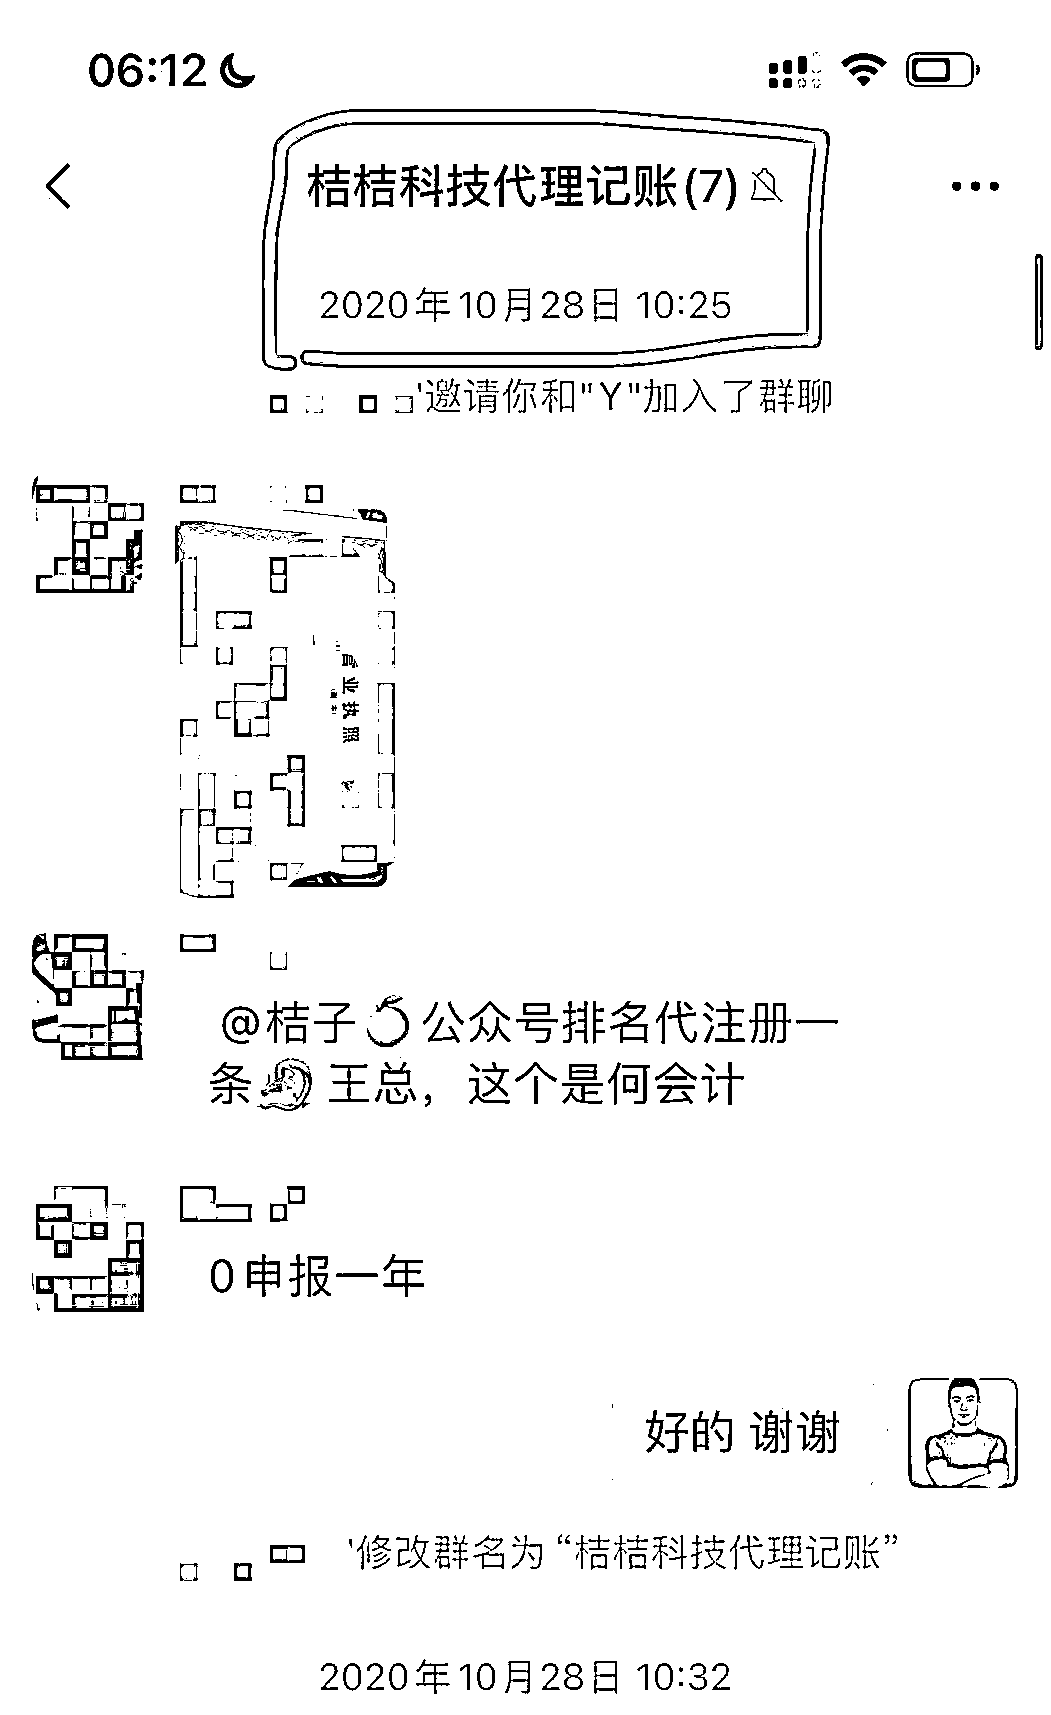 06:12
桔桔科技代理记账(7)
2020年10月28日 10:25
'邀请你和"Y"加入了群聊
营业执照
@桔子 公众号排名代注册一
条 王总，这个是何会计
0申报一年
好的 谢谢
'修改群名为“桔桔科技代理记账”
2020年10月28日 10:32